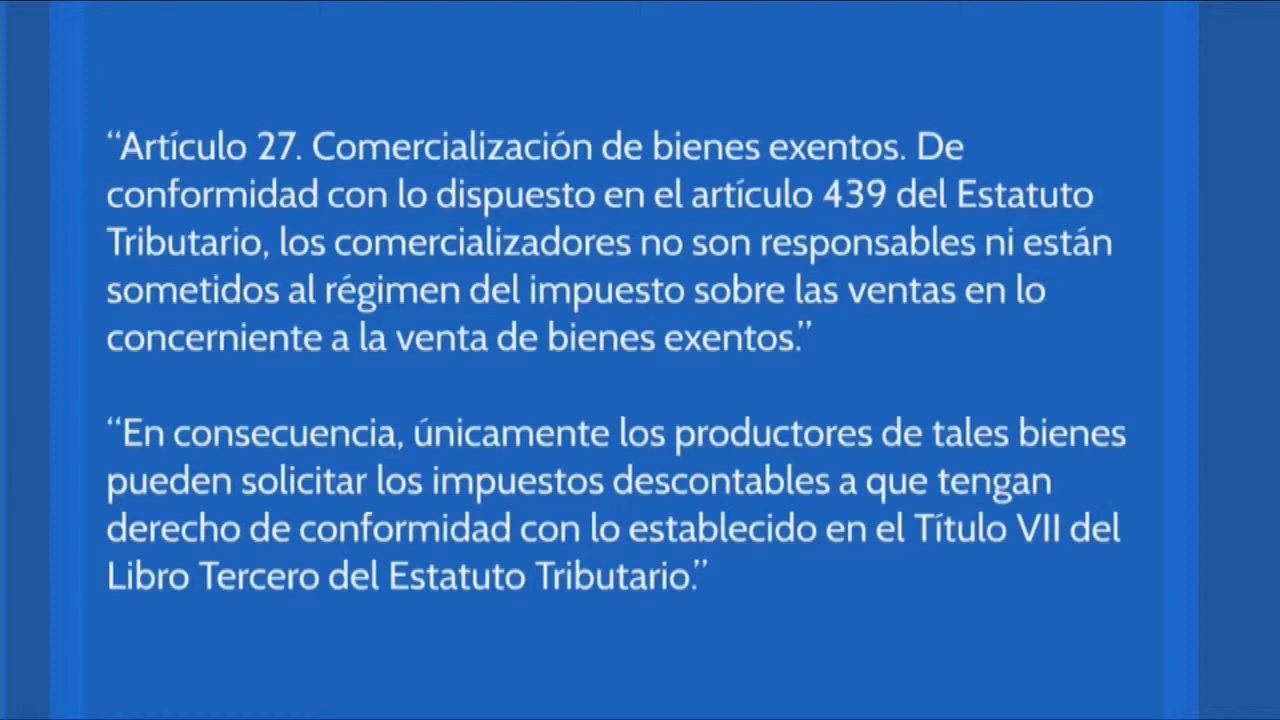 “Artículo 27. Comercialización de bienes exentos. De
conformidad con lo dispuesto en el artículo 439 del Estatuto
Tributario, los comercializadores no son responsables ni están
sometidos al régimen del impuesto sobre las ventas en lo
concerniente a la venta de bienes exentos.”
“En consecuencia, únicamente los productores de tales bienes
pueden solicitar los impuestos descontables a que tengan
derecho de conformidad con lo establecido en el Título VII del
Libro Tercero del Estatuto Tributario.”